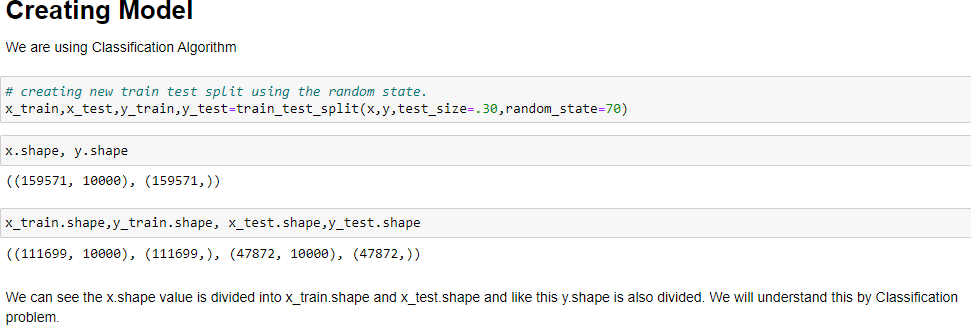 Creating Model
We are using Classification Algorithm
# creating new train test split using the random state.
x_train,x_test,y_train,y_test=train_test_split(x,y,test_size=.30,random_state=70)
x.shape, y.shape
((159571, 10000), (159571,))
x_train.shape,y_train.shape, x_test.shape,y_test.shape
((111699, 10000), (111699,), (47872, 10000), (47872,))
We can see the x.shape value is divided into x_train.shape and x_test.shape and like this y.shape is also divided. We will understand this by Classification
problem.